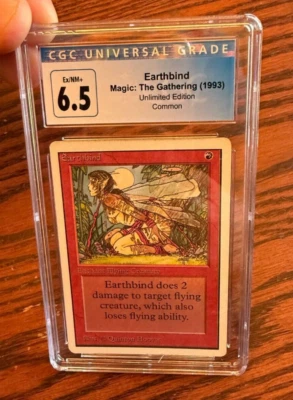 CGC UNIVERSAL GRADE
Ex/NM+
6.5
Earthbind
Magic: The Gathering (1993)
Unlimited Edition
Common
Earthbind
Earthbind does 2
damage to target flying
creature, which also
loses flying ability.